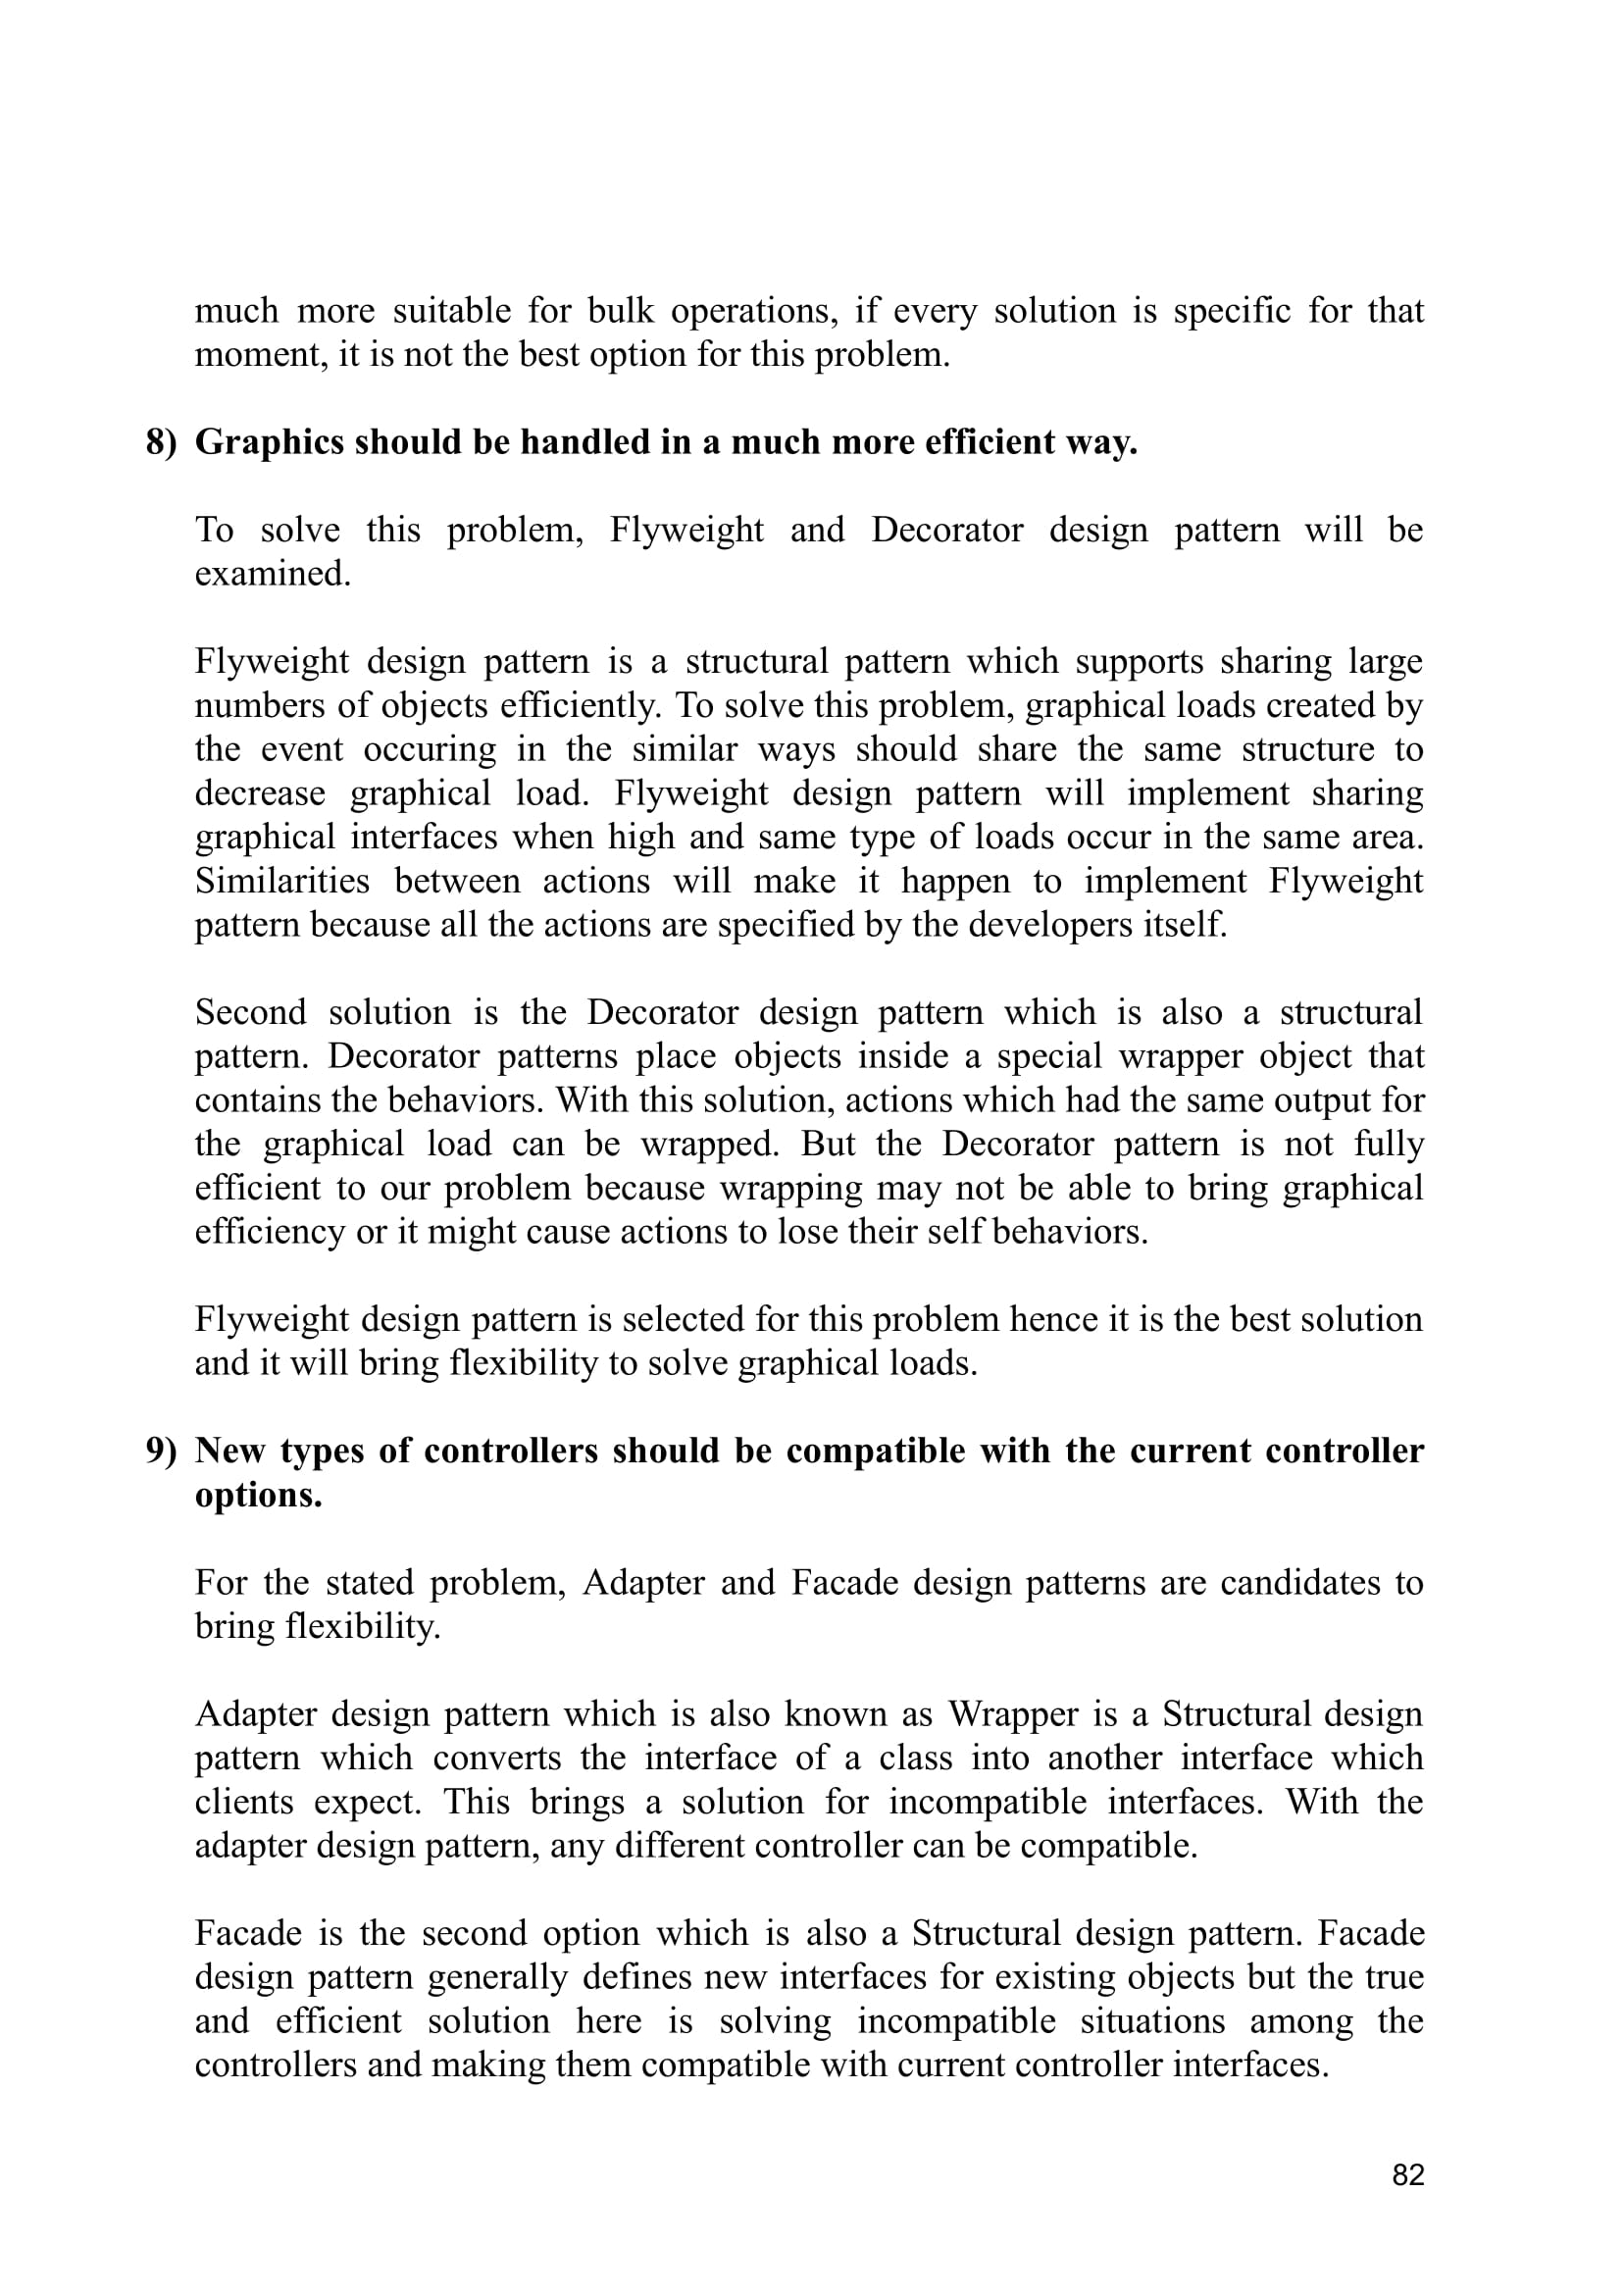 much more suitable for bulk operations, if every solution is specific for that
moment, it is not the best option for this problem.
8) Graphics should be handled in a much more efficient way.
To solve this problem, Flyweight and Decorator design pattern will be
examined.
Flyweight design pattern is a structural pattern which supports sharing large
numbers of objects efficiently. To solve this problem, graphical loads created by
the event occuring in the similar ways should share the same structure to
decrease graphical load. Flyweight design pattern will implement sharing
graphical interfaces when high and same type of loads occur in the same area.
Similarities between actions will make it happen to implement Flyweight
pattern because all the actions are specified by the developers itself.
Second solution is the Decorator design pattern which is also a structural
pattern. Decorator patterns place objects inside a special wrapper object that
contains the behaviors. With this solution, actions which had the same output for
the graphical load can be wrapped. But the Decorator pattern is not fully
efficient to our problem because wrapping may not be able to bring graphical
efficiency or it might cause actions to lose their self behaviors.
Flyweight design pattern is selected for this problem hence it is the best solution
and it will bring flexibility to solve graphical loads.
9) New types of controllers should be compatible with the current controller
options.
For the stated problem, Adapter and Facade design patterns are candidates to
bring flexibility.
Adapter design pattern which is also known as Wrapper is a Structural design
pattern which converts the interface of a class into another interface which
clients expect. This brings a solution for incompatible interfaces. With the
adapter design pattern, any different controller can be compatible.
Facade is the second option which is also a Structural design pattern. Facade
design pattern generally defines new interfaces for existing objects but the true
and efficient solution here is solving incompatible situations among the
controllers and making them compatible with current controller interfaces.
82